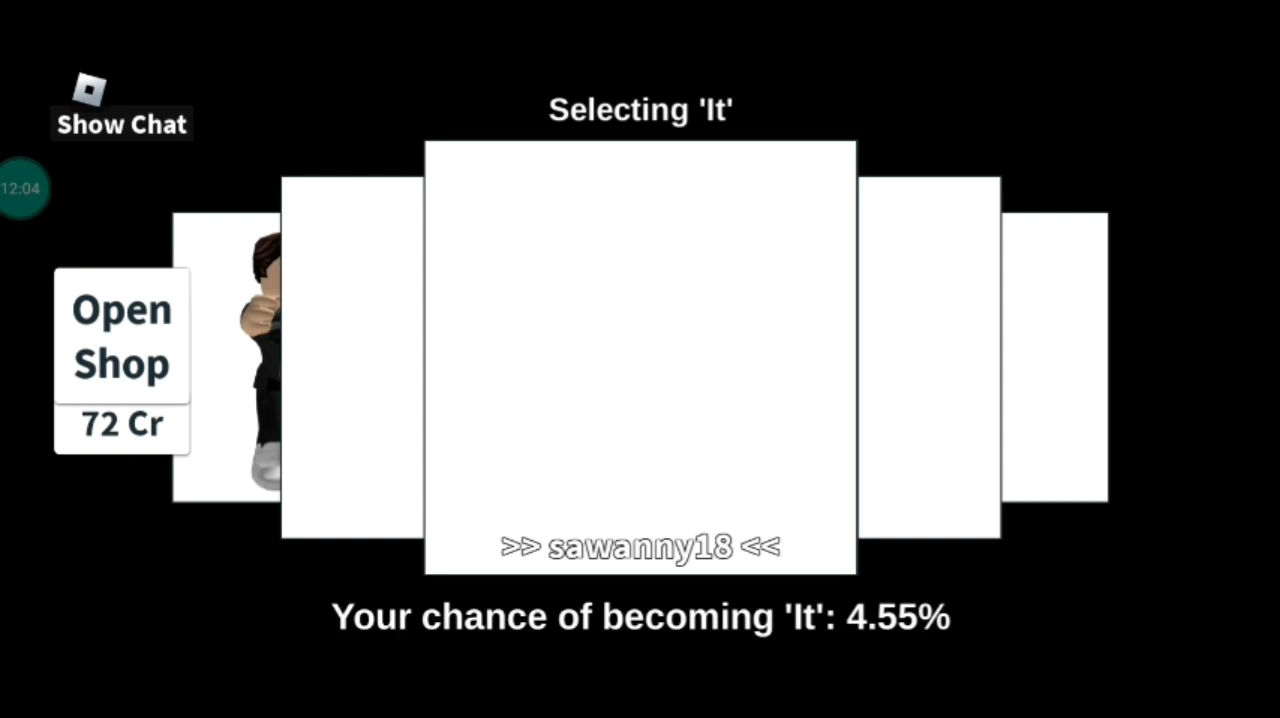 Selecting 'It'
Show Chat
12:04
Open
Shop
72 Cr
>> sawanny18 <<
Your chance of becoming 'It': 4.55%